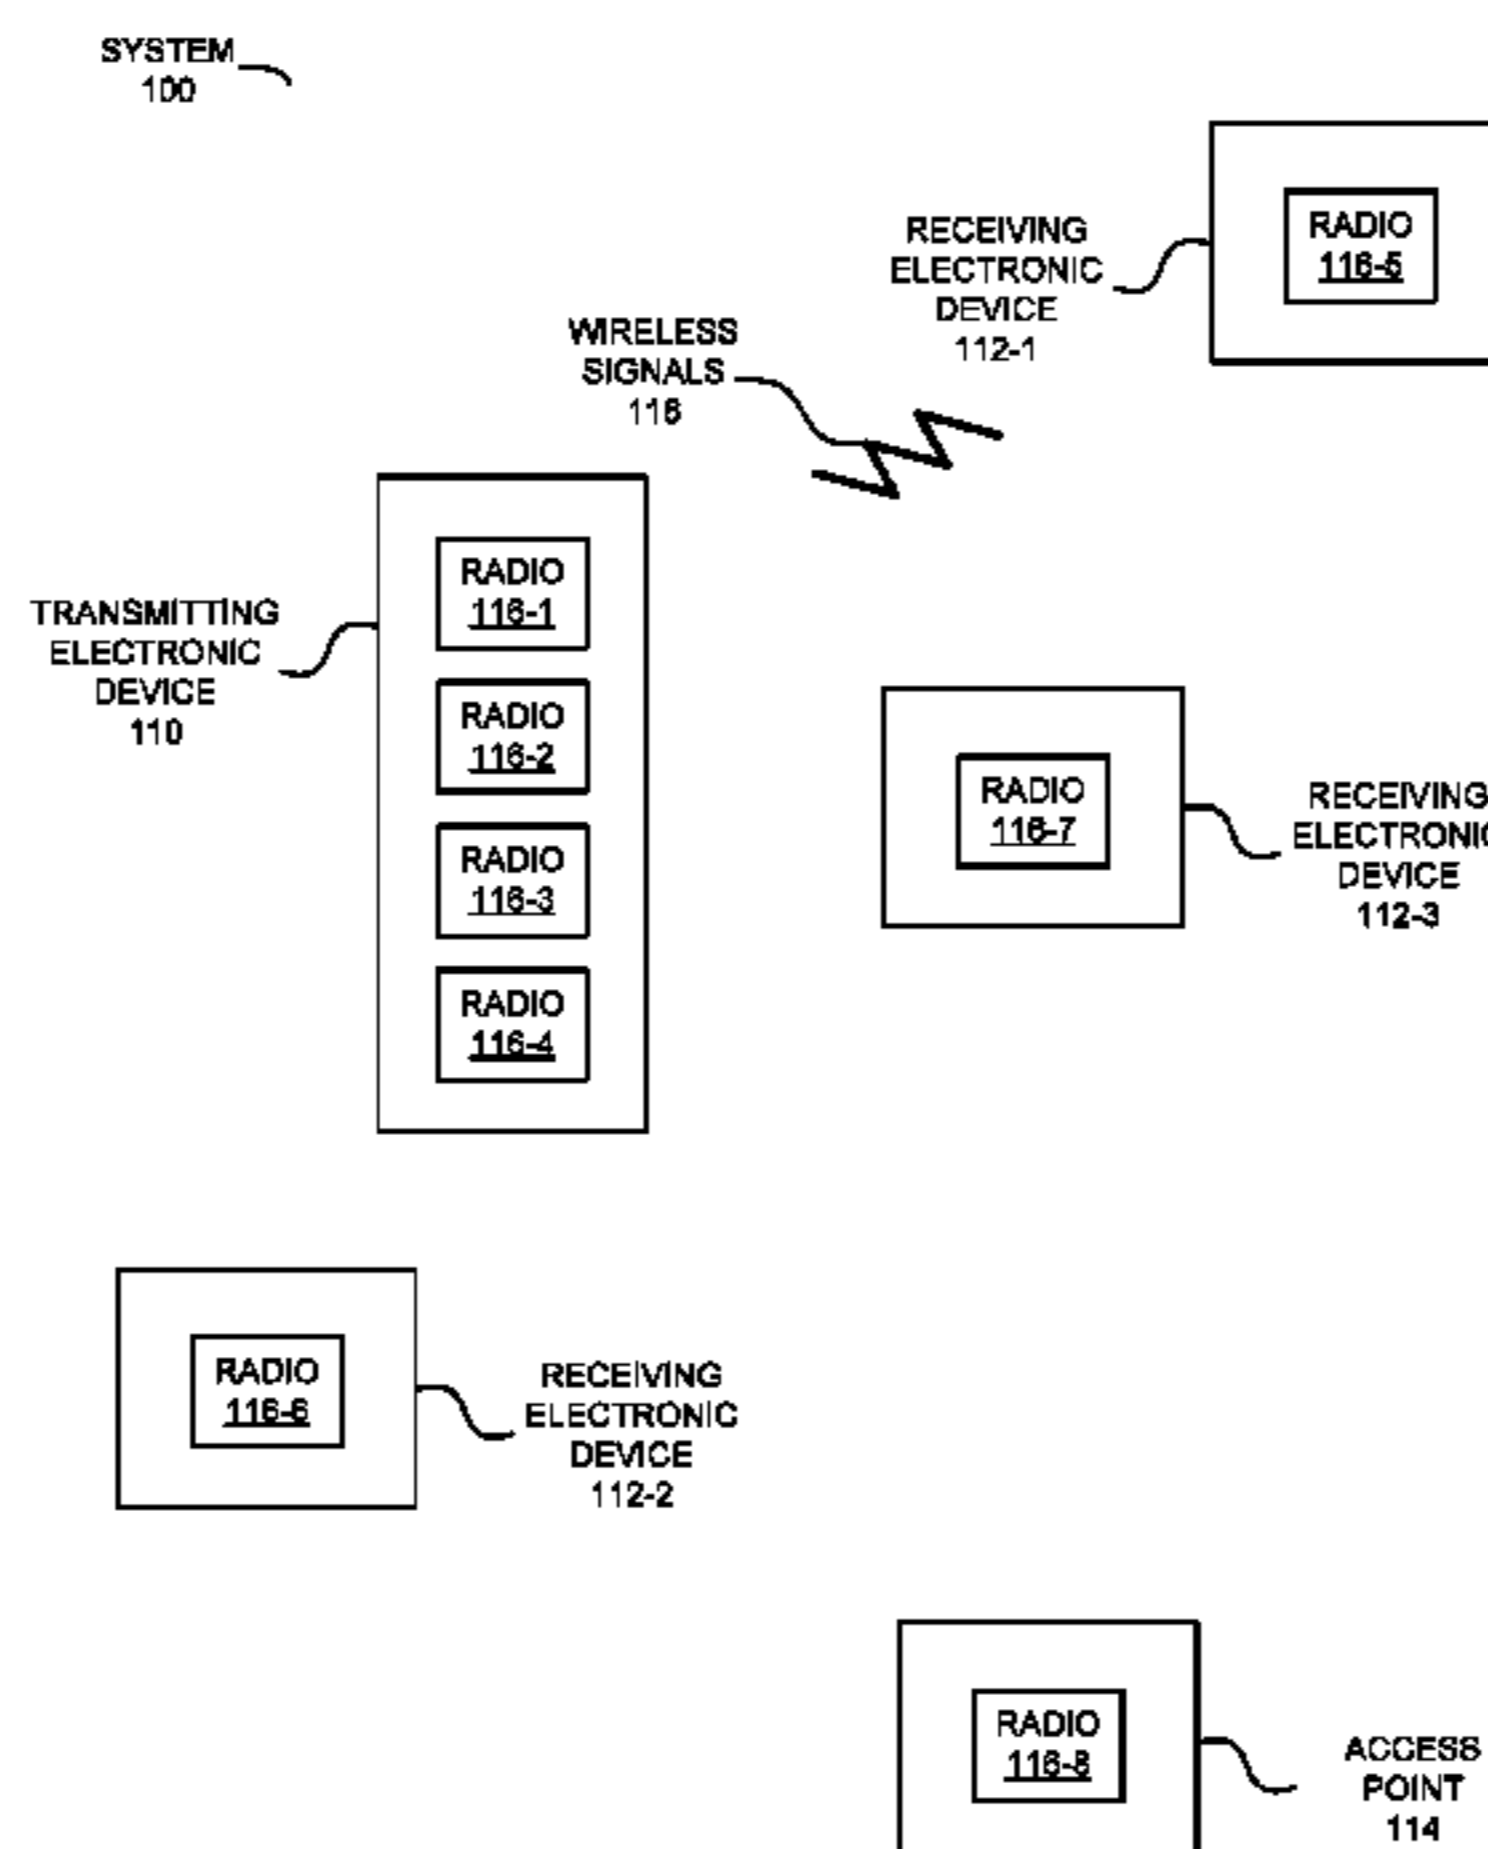 SYSTEM
100
RECEIVING
ELECTRONIC
DEVICE
112-1
RADIO
116-5
WIRELESS
SIGNALS
118
TRANSMITTING
ELECTRONIC
DEVICE
110
RADIO
116-1
RADIO
116-2
RADIO
116-3
RADIO
116-4
RADIO
116-7
RECEIVING
ELECTRONIC
DEVICE
112-3
RADIO
116-6
RECEIVING
ELECTRONIC
DEVICE
112-2
RADIO
116-8
ACCESS
POINT
114